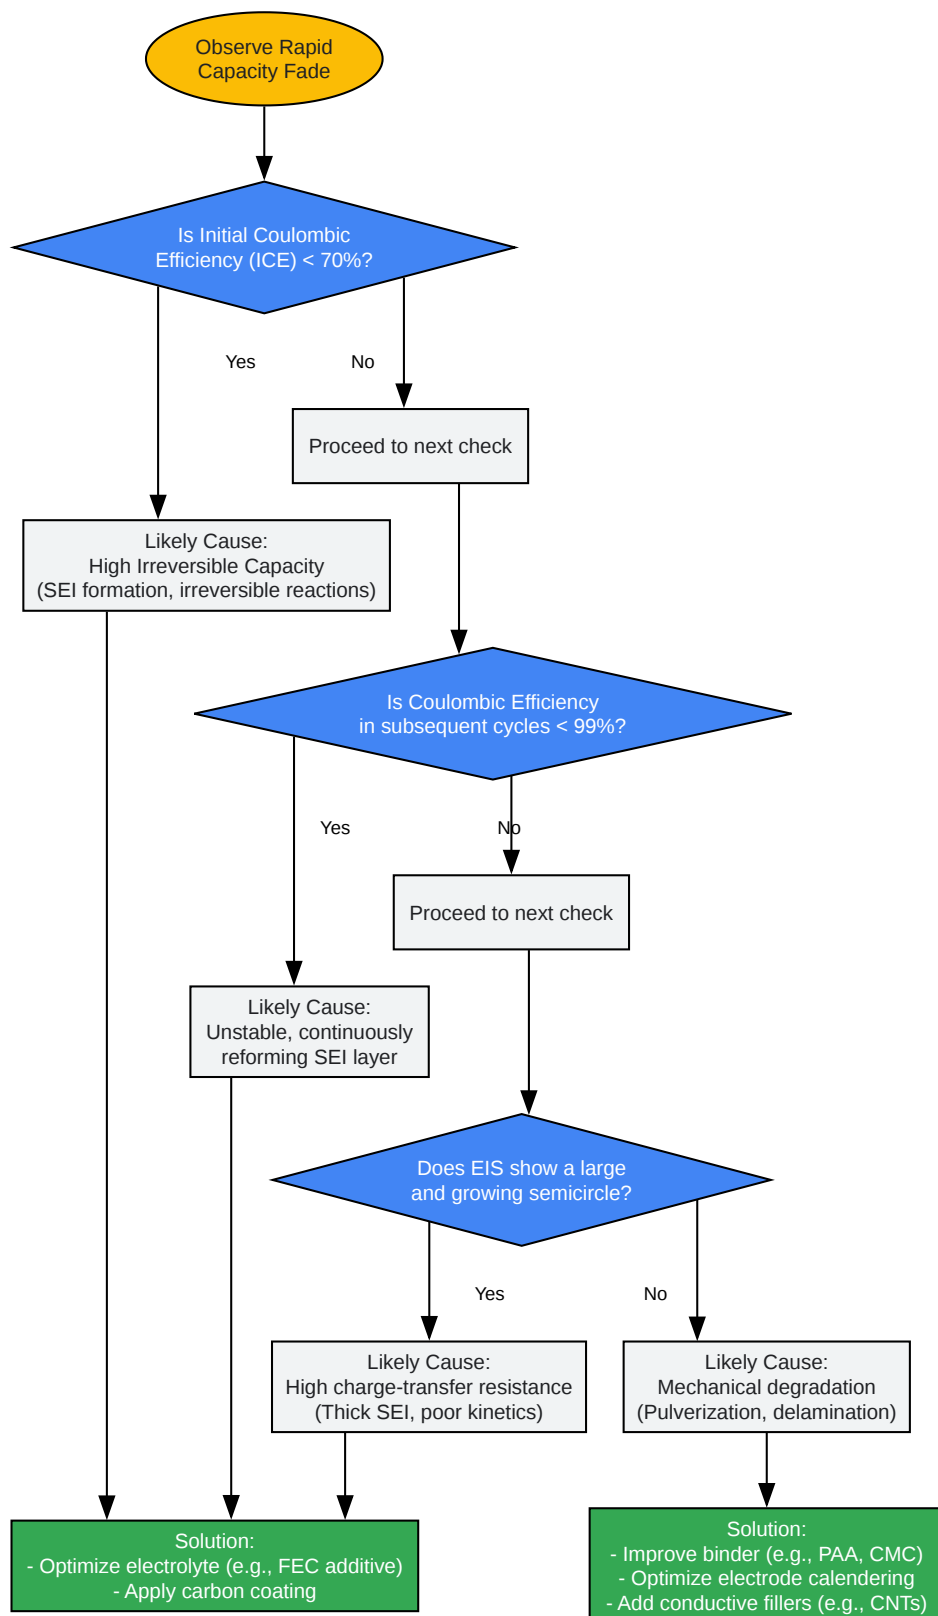 Observe Rapid
Capacity Fade
Is Initial Coulombic
Efficiency (ICE) < 70%?
Yes
No
Proceed to next check
Likely Cause:
High Irreversible Capacity
(SEI formation, irreversible reactions)
Is Coulombic Efficiency
in subsequent cycles < 99%?
Yes
No
Proceed to next check
Likely Cause:
Unstable, continuously
reforming SEI layer
Does EIS show a large
and growing semicircle?
Yes
No
Likely Cause:
High charge-transfer resistance
(Thick SEI, poor kinetics)
Likely Cause:
Mechanical degradation
(Pulverization, delamination)
Solution:
- Optimize electrolyte (e.g., FEC additive)
- Apply carbon coating
Solution:
- Improve binder (e.g., PAA, CMC)
- Optimize electrode calendering
- Add conductive fillers (e.g., CNTs)